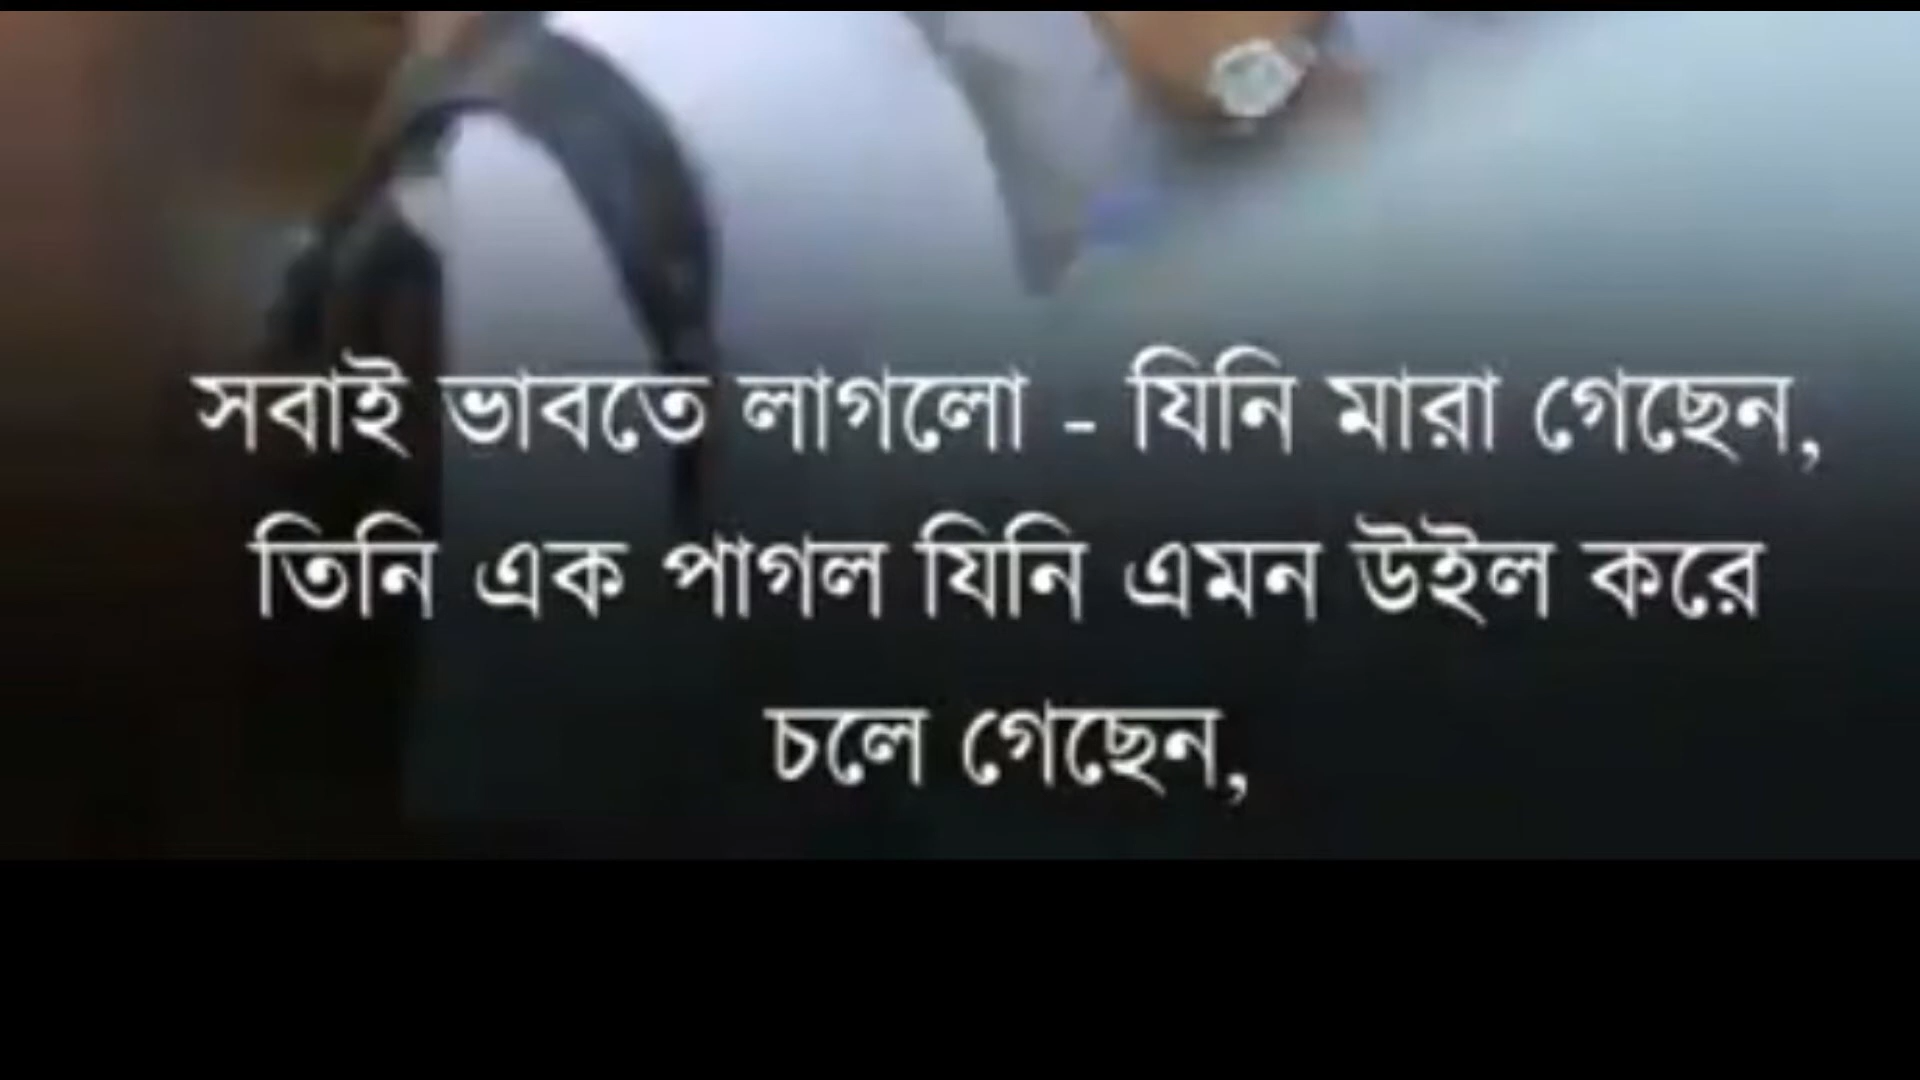 সবাই ভাবতে লাগলো - যিনি মারা গেছেন,
তিনি এক পাগল যিনি এমন উইল করে
চলে গেছেন,